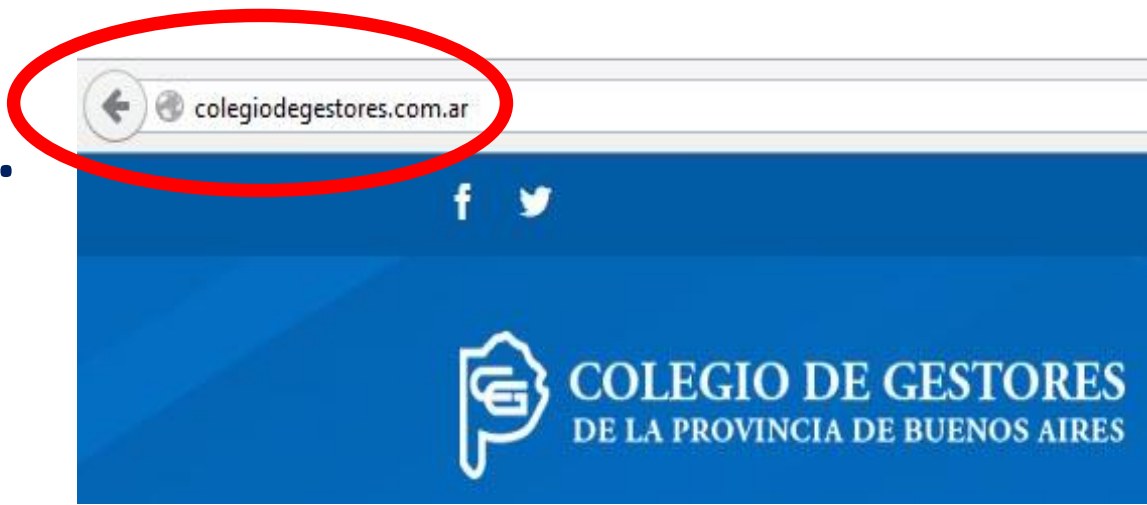 colegiodegestores.com.ar
COLEGIO DE GESTORES
DE LA PROVINCIA DE BUENOS AIRES